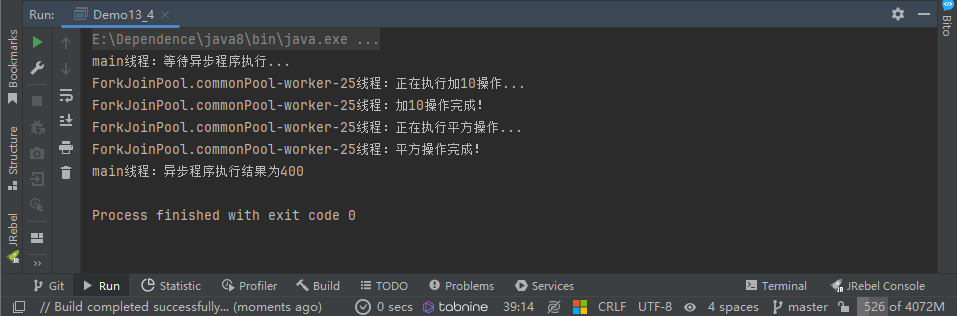 Run: Demo13_4
Bito
Bookmarks
Structure
JRebel
E:\Dependence\java8\bin\java.exe ...
main线程：等待异步程序执行...
ForkJoinPool.commonPool-worker-25线程：正在执行加10操作...
ForkJoinPool.commonPool-worker-25线程：加10操作完成！
ForkJoinPool.commonPool-worker-25线程：正在执行平方操作...
ForkJoinPool.commonPool-worker-25线程：平方操作完成！
main线程：异步程序执行结果为400
Process finished with exit code 0
Git Run Statistic Profiler Build TODO Problems Services Terminal JRebel Console
// Build completed successfully... (moments ago) 0 secs tabnine 39:14 CRLF UTF-8 4 spaces master 526 of 4072M